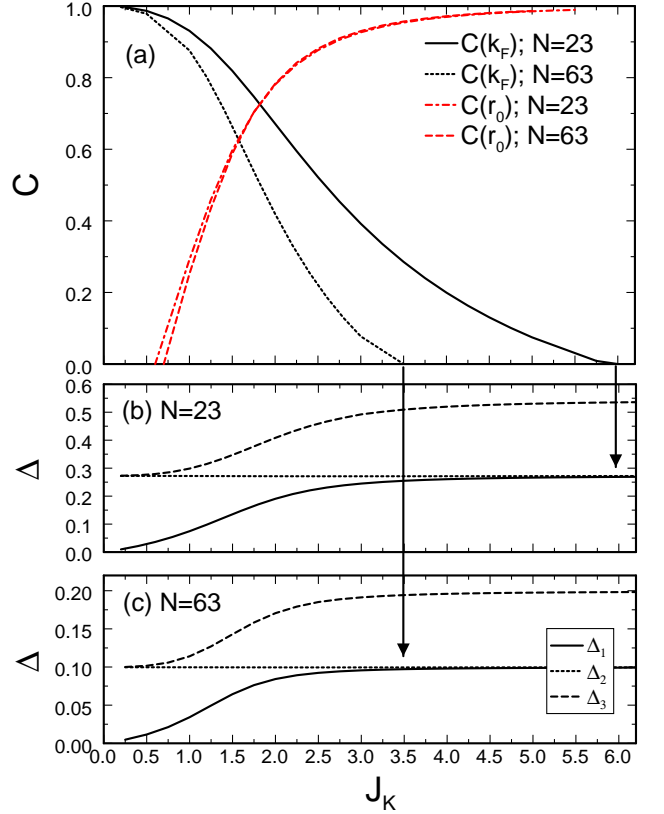 1.0
0.8
0.6
0.4
0.2
0.0
C
(a)
C(k_F); N=23
C(k_F); N=63
C(r_0); N=23
C(r_0); N=63
0.6
0.5
0.4
0.3
0.2
0.1
0.0
Δ
(b) N=23
0.20
0.15
0.10
0.05
0.00
Δ
(c) N=63
Δ_1
Δ_2
Δ_3
0.0 0.5 1.0 1.5 2.0 2.5 3.0 3.5 4.0 4.5 5.0 5.5 6.0
J_K